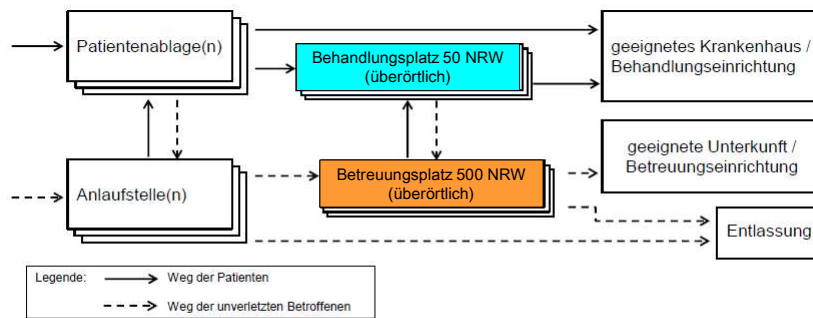 Patientenablage(n)
Behandlungsplatz 50 NRW
(überörtlich)
geeignetes Krankenhaus /
Behandlungseinrichtung
Anlaufstelle(n)
Betreuungsplatz 500 NRW
(überörtlich)
geeignete Unterkunft /
Betreuungseinrichtung
Entlassung
Legende:
Weg der Patienten
Weg der unverletzten Betroffenen